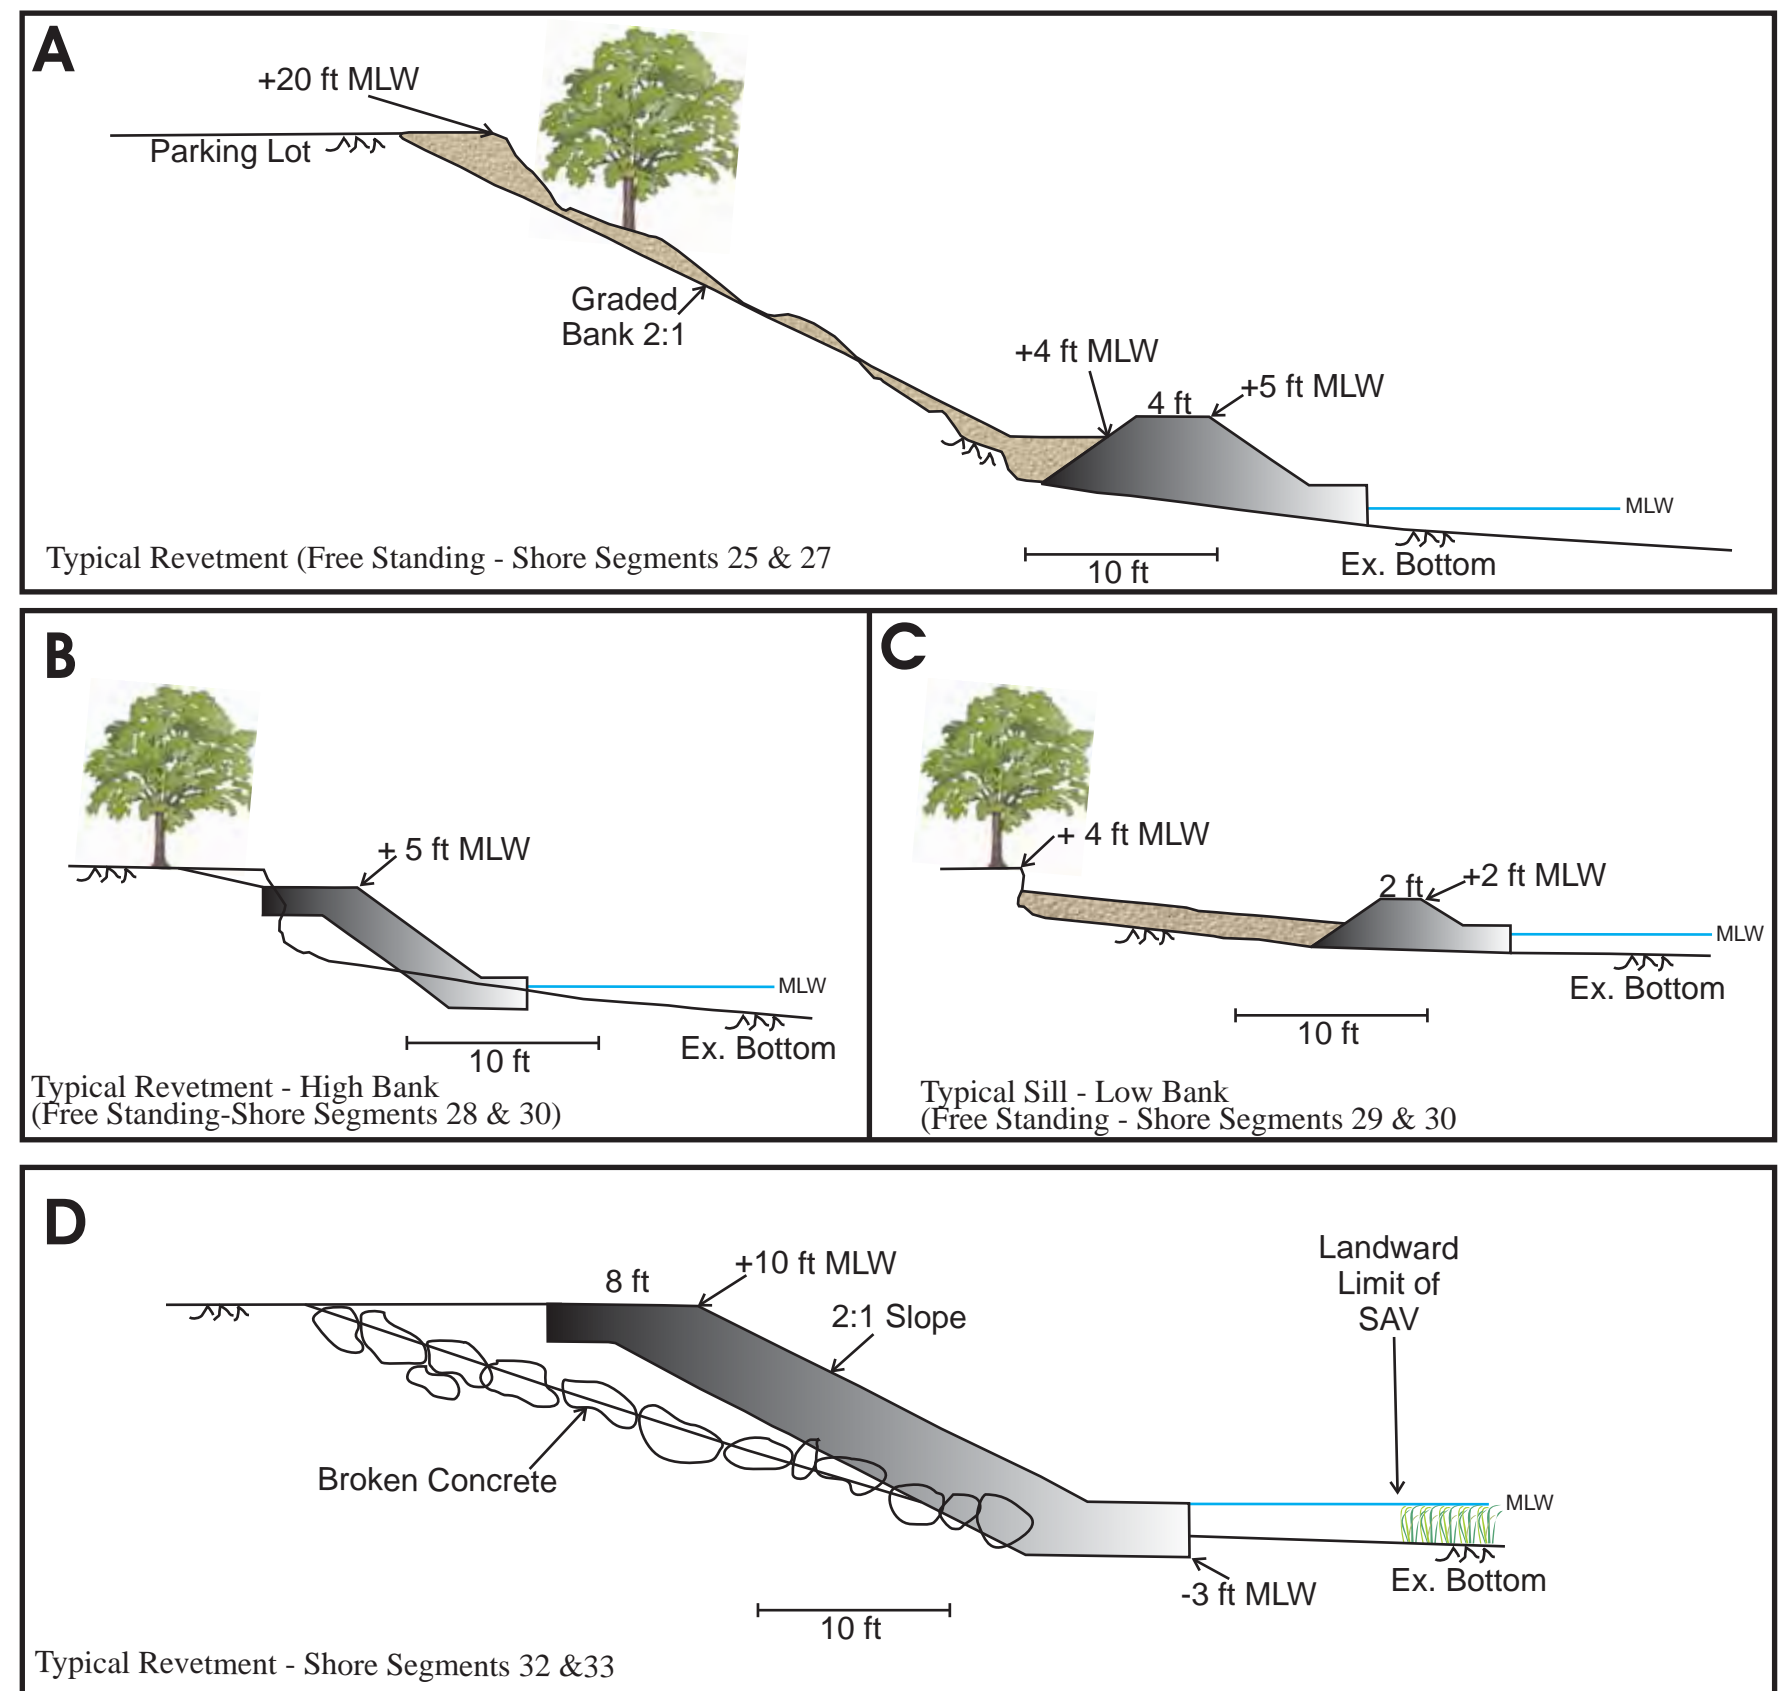 A
+20 ft MLW
Parking Lot
Graded
Bank 2:1
+4 ft MLW
4 ft
+5 ft MLW
MLW
Ex. Bottom
10 ft
Typical Revetment (Free Standing - Shore Segments 25 & 27
B
+ 5 ft MLW
MLW
10 ft
Ex. Bottom
Typical Revetment - High Bank
(Free Standing-Shore Segments 28 & 30)
C
+ 4 ft MLW
2 ft
+2 ft MLW
MLW
Ex. Bottom
10 ft
Typical Sill - Low Bank
(Free Standing - Shore Segments 29 & 30
D
8 ft
+10 ft MLW
2:1 Slope
Landward
Limit of
SAV
Broken Concrete
MLW
Ex. Bottom
-3 ft MLW
10 ft
Typical Revetment - Shore Segments 32 &33